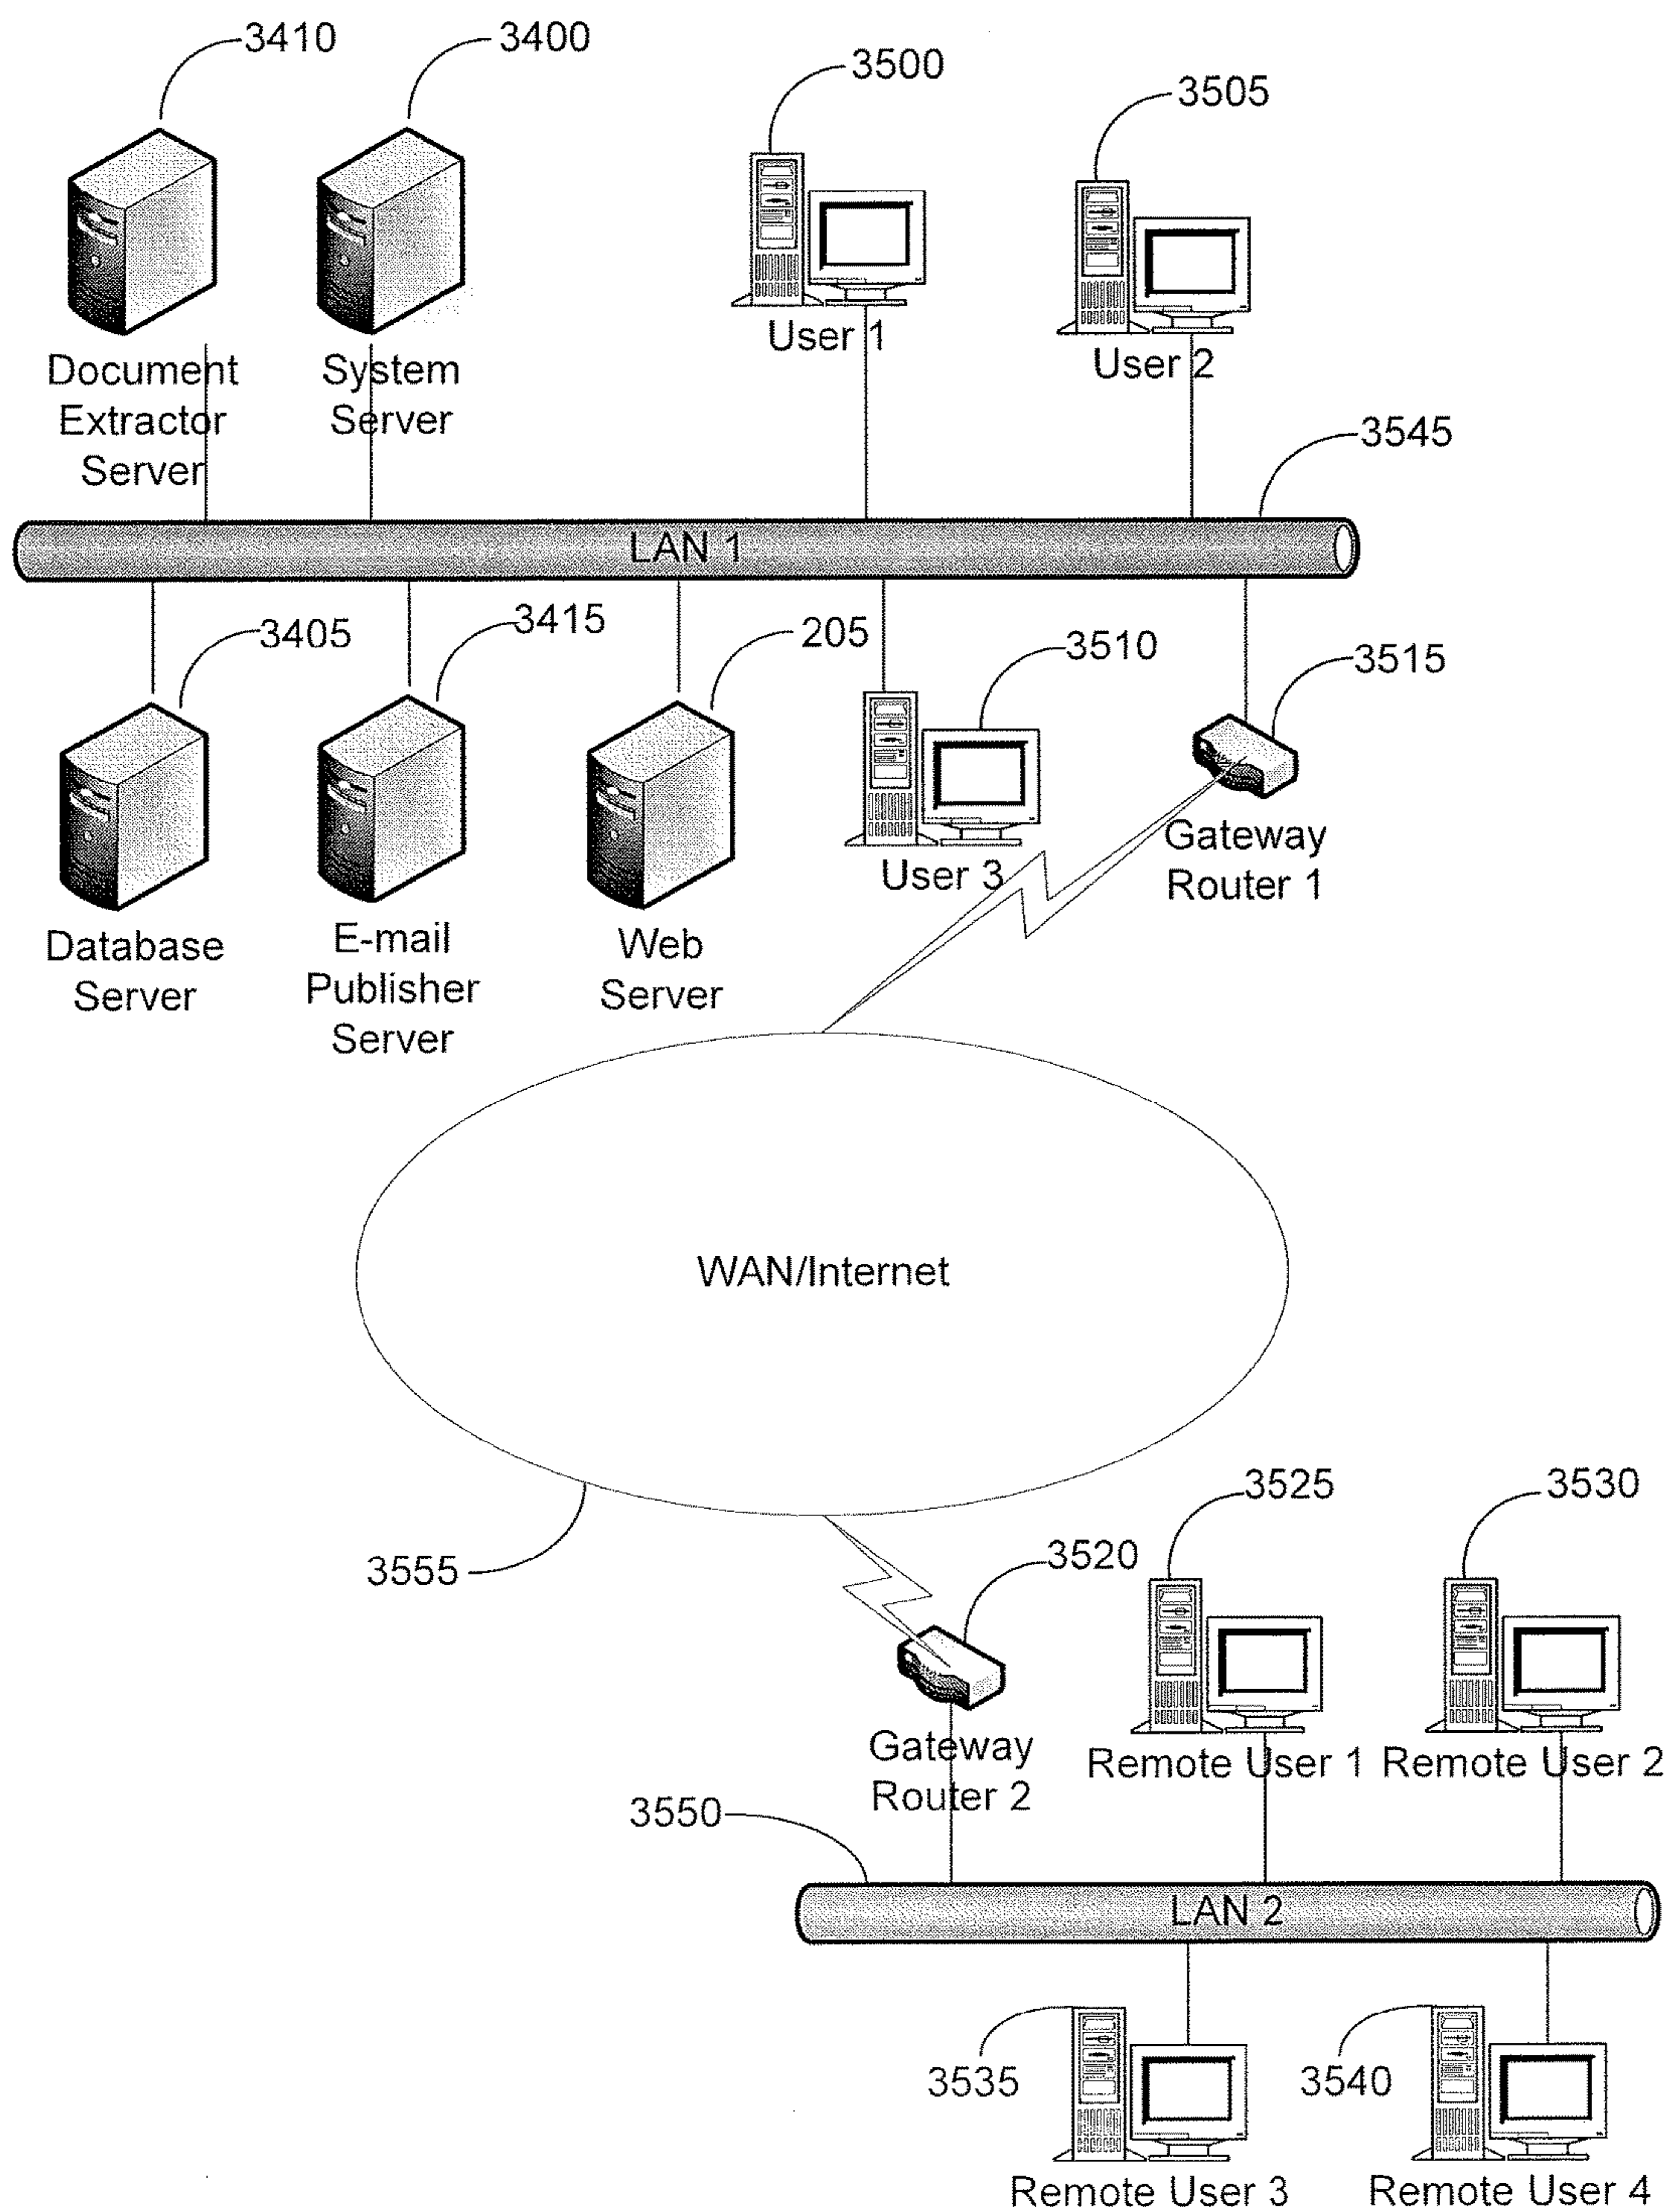 3410
3400
3500
3505
Document
Extractor
Server
System
Server
User 1
User 2
3545
LAN 1
3405
3415
205
3510
3515
Database
Server
E-mail
Publisher
Server
Web
Server
User 3
Gateway
Router 1
WAN/Internet
3555
3520
3525
3530
Gateway
Router 2
Remote User 1
Remote User 2
3550
LAN 2
3535
3540
Remote User 3
Remote User 4